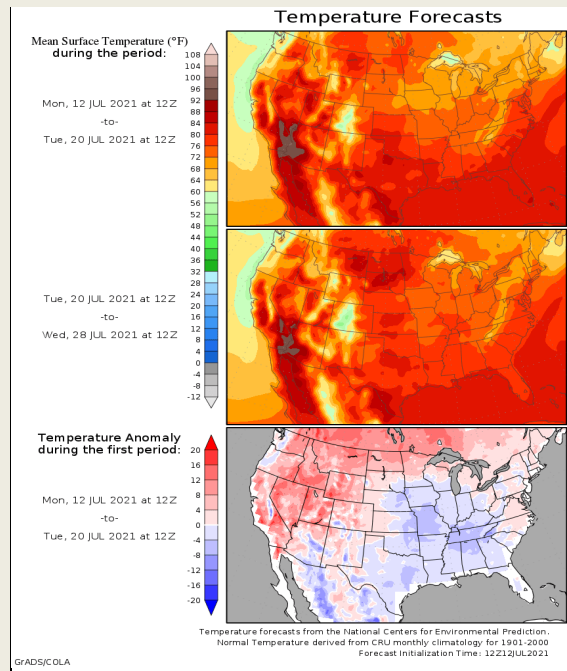 Temperature Forecasts
Mean Surface Temperature (°F)
during the period:
Mon, 12 JUL 2021 at 12Z
-to-
Tue, 20 JUL 2021 at 12Z
108
104
100
96
92
88
84
80
76
72
68
64
60
56
52
48
44
40
36
32
28
24
20
16
12
8
4
0
-4
-8
-12
Tue, 20 JUL 2021 at 12Z
-to-
Wed, 28 JUL 2021 at 12Z
Temperature Anomaly
during the first period:
Mon, 12 JUL 2021 at 12Z
-to-
Tue, 20 JUL 2021 at 12Z
20
16
12
8
4
0
-4
-8
-12
-16
-20
Temperature forecasts from the National Centers for Environmental Prediction.
Normal Temperature derived from CRU monthly climatology for 1901-2000
Forecast Initialization Time: 12Z12JUL2021
GrADS/COLA